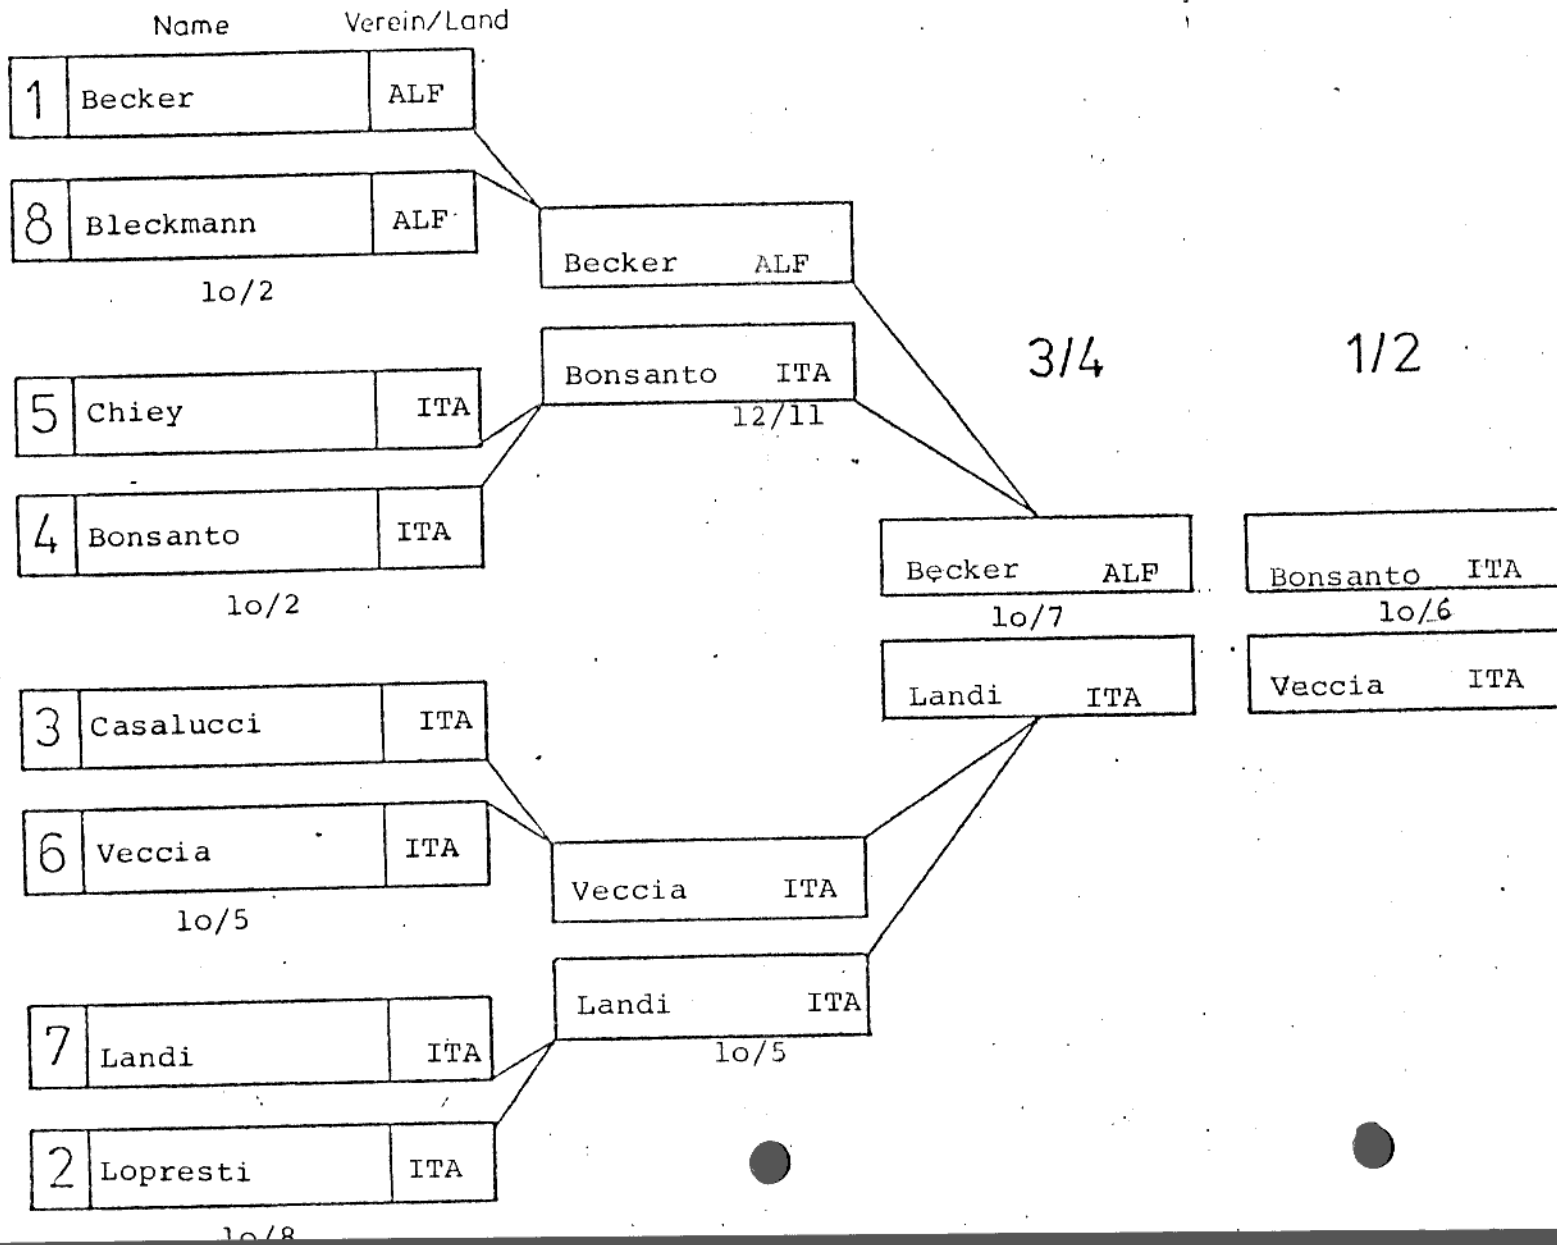 Name Verein/Land
1 Becker ALF
8 Bleckmann ALF
lo/2
5 Chiey ITA
4 Bonsanto ITA
lo/2
3 Casalucci ITA
6 Veccia ITA
lo/5
7 Landi ITA
2 Lopresti ITA
lo/8
Becker ALF
Bonsanto ITA
12/11
Veccia ITA
Landi ITA
lo/5
3/4
Becker ALF
lo/7
Landi ITA
1/2
Bonsanto ITA
lo/6
Veccia ITA